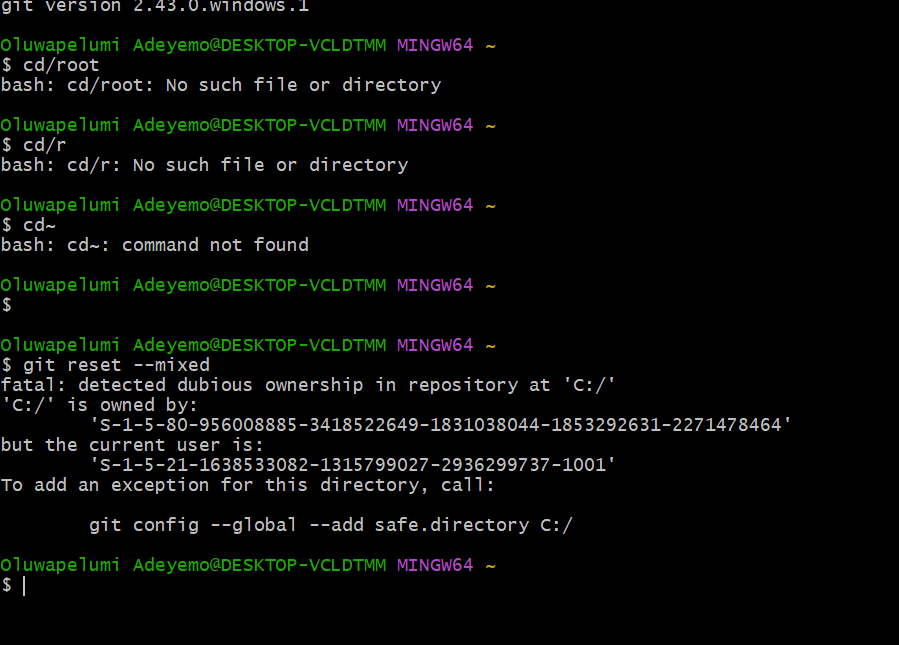 git version 2.43.0.windows.1
Oluwapelumi Adeyemo@DESKTOP-VCLDTMM MINGW64 ~
$ cd/root
bash: cd/root: No such file or directory
Oluwapelumi Adeyemo@DESKTOP-VCLDTMM MINGW64 ~
$ cd/r
bash: cd/r: No such file or directory
Oluwapelumi Adeyemo@DESKTOP-VCLDTMM MINGW64 ~
$ cd~
bash: cd~: command not found
Oluwapelumi Adeyemo@DESKTOP-VCLDTMM MINGW64 ~
$
Oluwapelumi Adeyemo@DESKTOP-VCLDTMM MINGW64 ~
$ git reset --mixed
fatal: detected dubious ownership in repository at 'C:/'
'C:/' is owned by:
'S-1-5-80-956008885-3418522649-1831038044-1853292631-2271478464'
but the current user is:
'S-1-5-21-1638533082-1315799027-2936299737-1001'
To add an exception for this directory, call:
git config --global --add safe.directory C:/
Oluwapelumi Adeyemo@DESKTOP-VCLDTMM MINGW64 ~
$